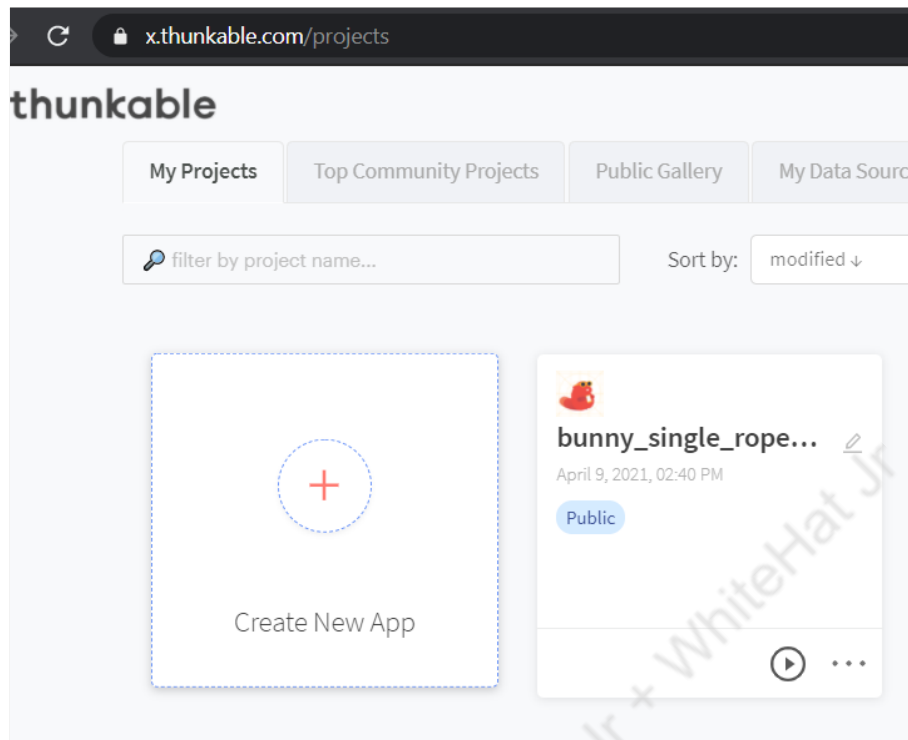 x.thunkable.com/projects
thunkable
My Projects Top Community Projects Public Gallery My Data Sourc
filter by project name... Sort by: modified ↓
bunny_single_rope...
April 9, 2021, 02:40 PM
Public
Create New App
Jr + WhiteHat Jr